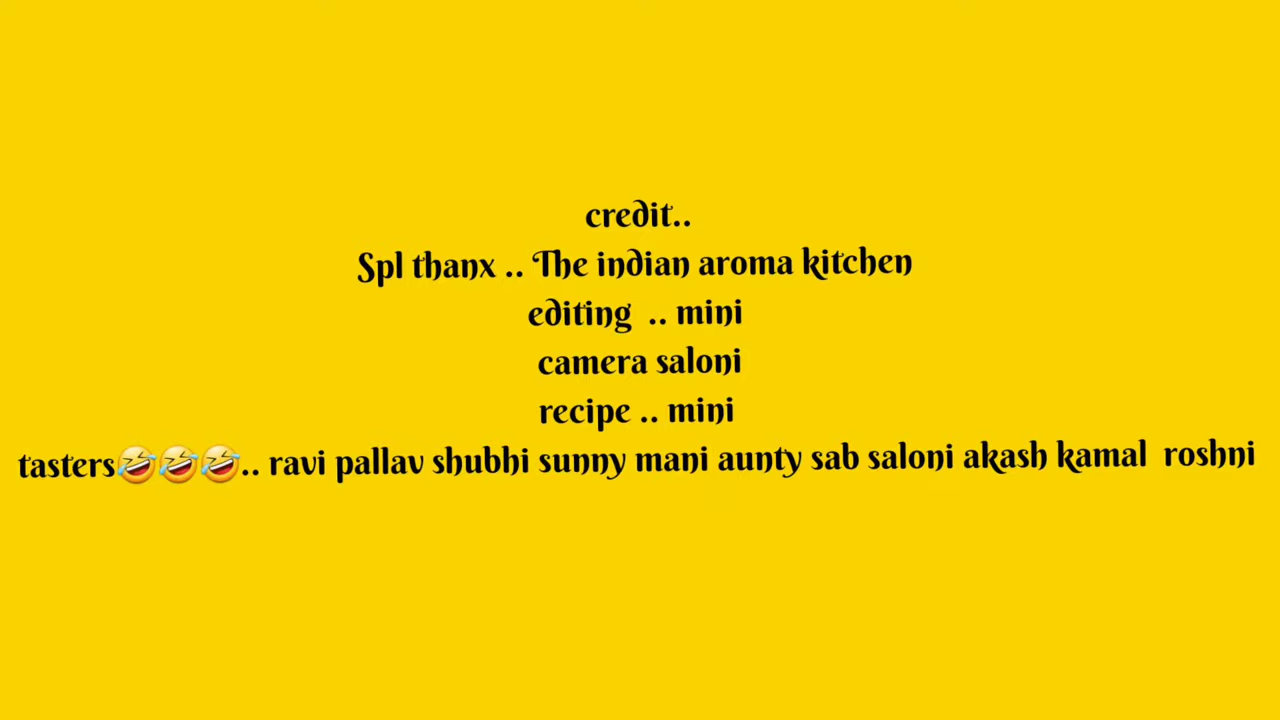 credit..
Spl thanx .. The indian aroma kitchen
editing .. mini
camera saloni
recipe .. mini
tasters🤣🤣🤣.. ravi pallav shubhi sunny mani aunty sab saloni akash kamal roshni